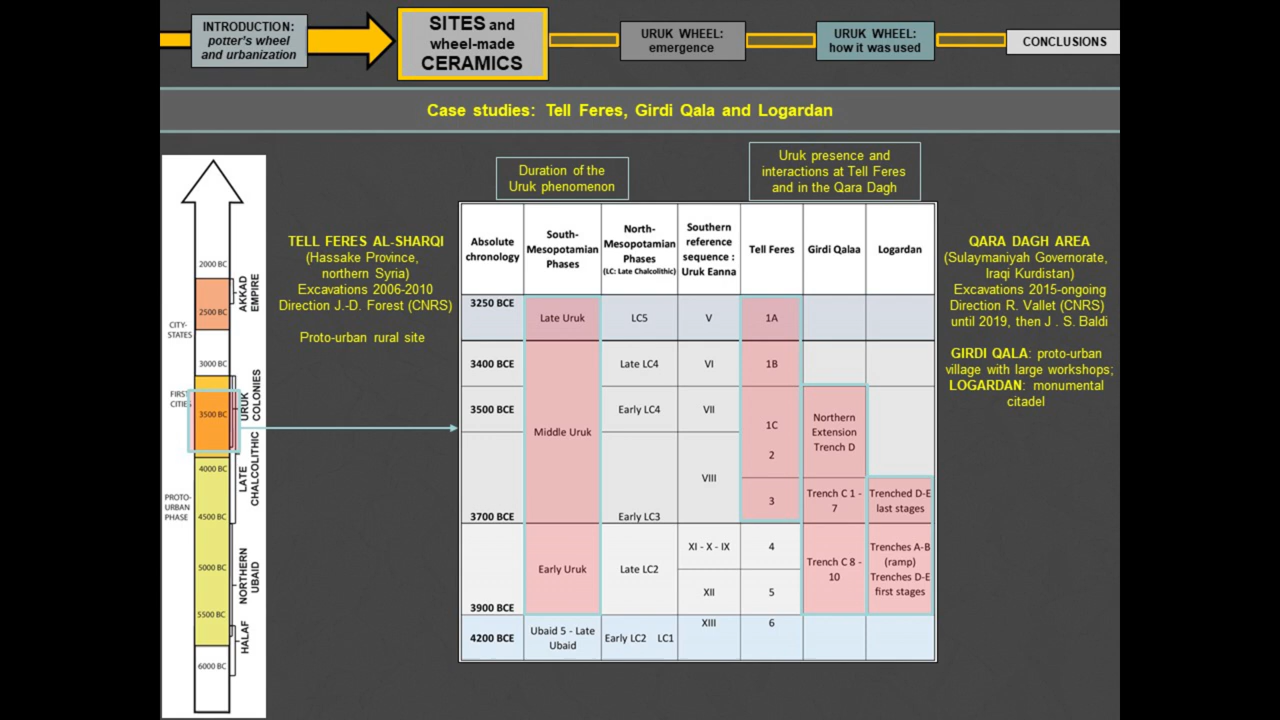 INTRODUCTION:
potter's wheel
and urbanization
SITES and
wheel-made
CERAMICS
URUK WHEEL:
emergence
URUK WHEEL:
how it was used
CONCLUSIONS
Case studies: Tell Feres, Girdi Qala and Logardan
2000 BC
2500 BC
3000 BC
3500 BC
4000 BC
4500 BC
5000 BC
5500 BC
6000 BC
CITY-
STATES
FIRST
CITIES
PROTO-
URBAN
PHASE
AKKAD
EMPIRE
URUK
COLONIES
LATE
CHALCOLITHIC
NORTHERN
UBAID
HALAF
TELL FERES AL-SHARQI
(Hassake Province,
northern Syria)
Excavations 2006-2010
Direction J.-D. Forest (CNRS)
Proto-urban rural site
Duration of the
Uruk phenomenon
Uruk presence and
interactions at Tell Feres
and in the Qara Dagh
Absolute
chronology
South-
Mesopotamian
Phases
North-
Mesopotamian
Phases
(LC: Late Chalcolithic)
Southern
reference
sequence :
Uruk Eanna
Tell Feres
Girdi Qalaa
Logardan
3250 BCE
Late Uruk
LC5
V
1A
3400 BCE
Late LC4
VI
1B
3500 BCE
Early LC4
VII
Middle Uruk
1C
2
Northern
Extension
Trench D
VIII
3
Trench C 1 -
7
Trenched D-E
last stages
3700 BCE
Early LC3
XI - X - IX
4
Early Uruk
Late LC2
Trench C 8 -
10
Trenches A-B
(ramp)
Trenches D-E
first stages
XII
5
3900 BCE
XIII
6
4200 BCE
Ubaid 5 - Late
Ubaid
Early LC2 LC1
QARA DAGH AREA
(Sulaymaniyah Governorate,
Iraqi Kurdistan)
Excavations 2015-ongoing
Direction R. Vallet (CNRS)
until 2019, then J . S. Baldi
GIRDI QALA: proto-urban
village with large workshops;
LOGARDAN: monumental
citadel